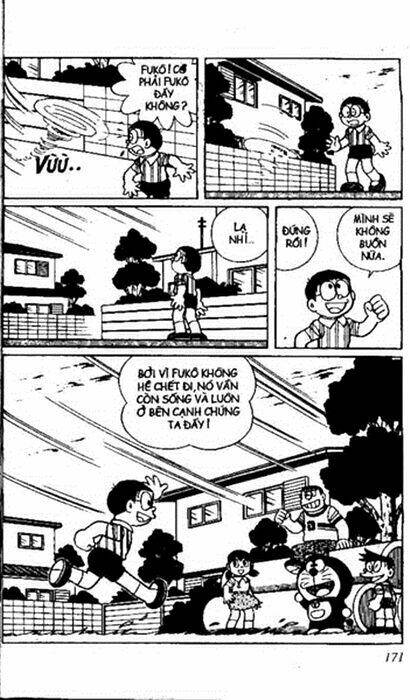 FUKÔ! CÓ
PHẢI FUKÔ
ĐẤY
KHÔNG?
VÙÙ..
LẠ
NHỈ..
ĐÚNG
RỒI!
MÌNH SẼ
KHÔNG
BUỒN
NỮA.
BỞI VÌ FUKÔ KHÔNG
HỀ CHẾT ĐI, NÓ VẪN
CÒN SỐNG VÀ LUÔN
Ở BÊN CẠNH CHÚNG
TA ĐẤY!
171